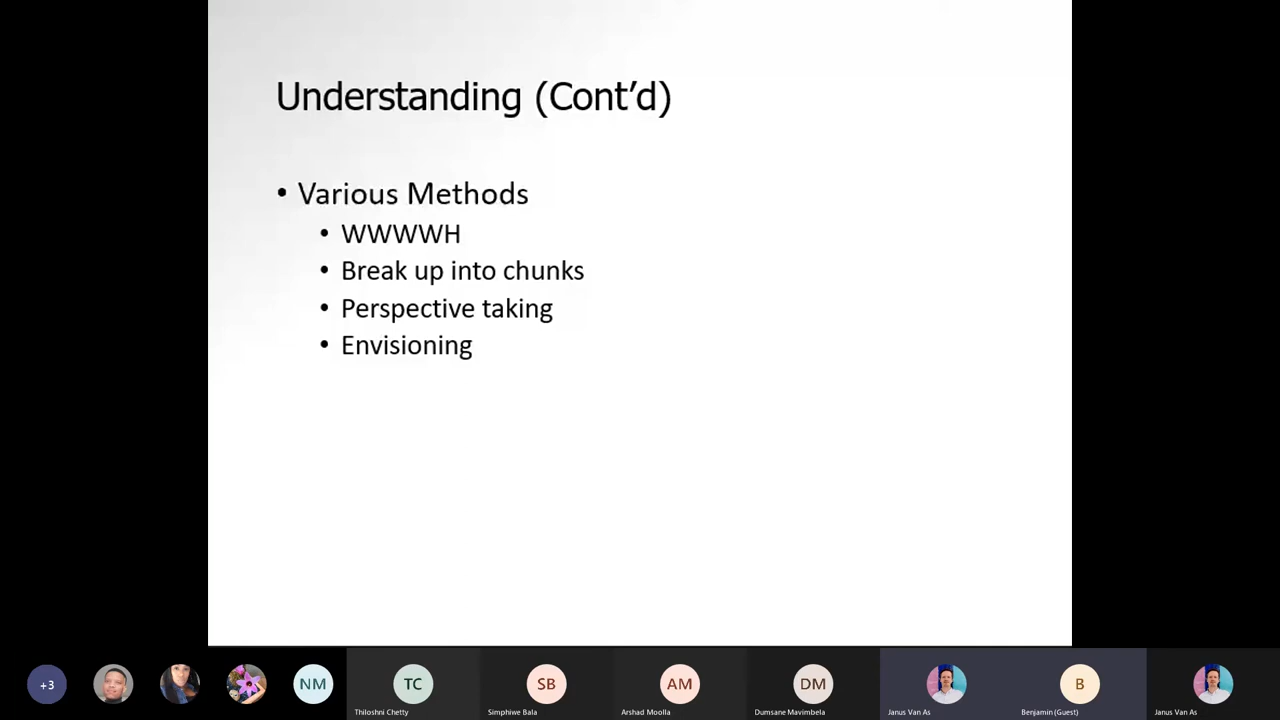 Understanding (Cont’d)
• Various Methods
• WWWWH
• Break up into chunks
• Perspective taking
• Envisioning
+3
NM
TC
SB
AM
DM
B
Thiloshni Chetty
Simphiwe Bala
Arshad Moolla
Dumsane Mavimbela
Janus Van As
Benjamin (Guest)
Janus Van As